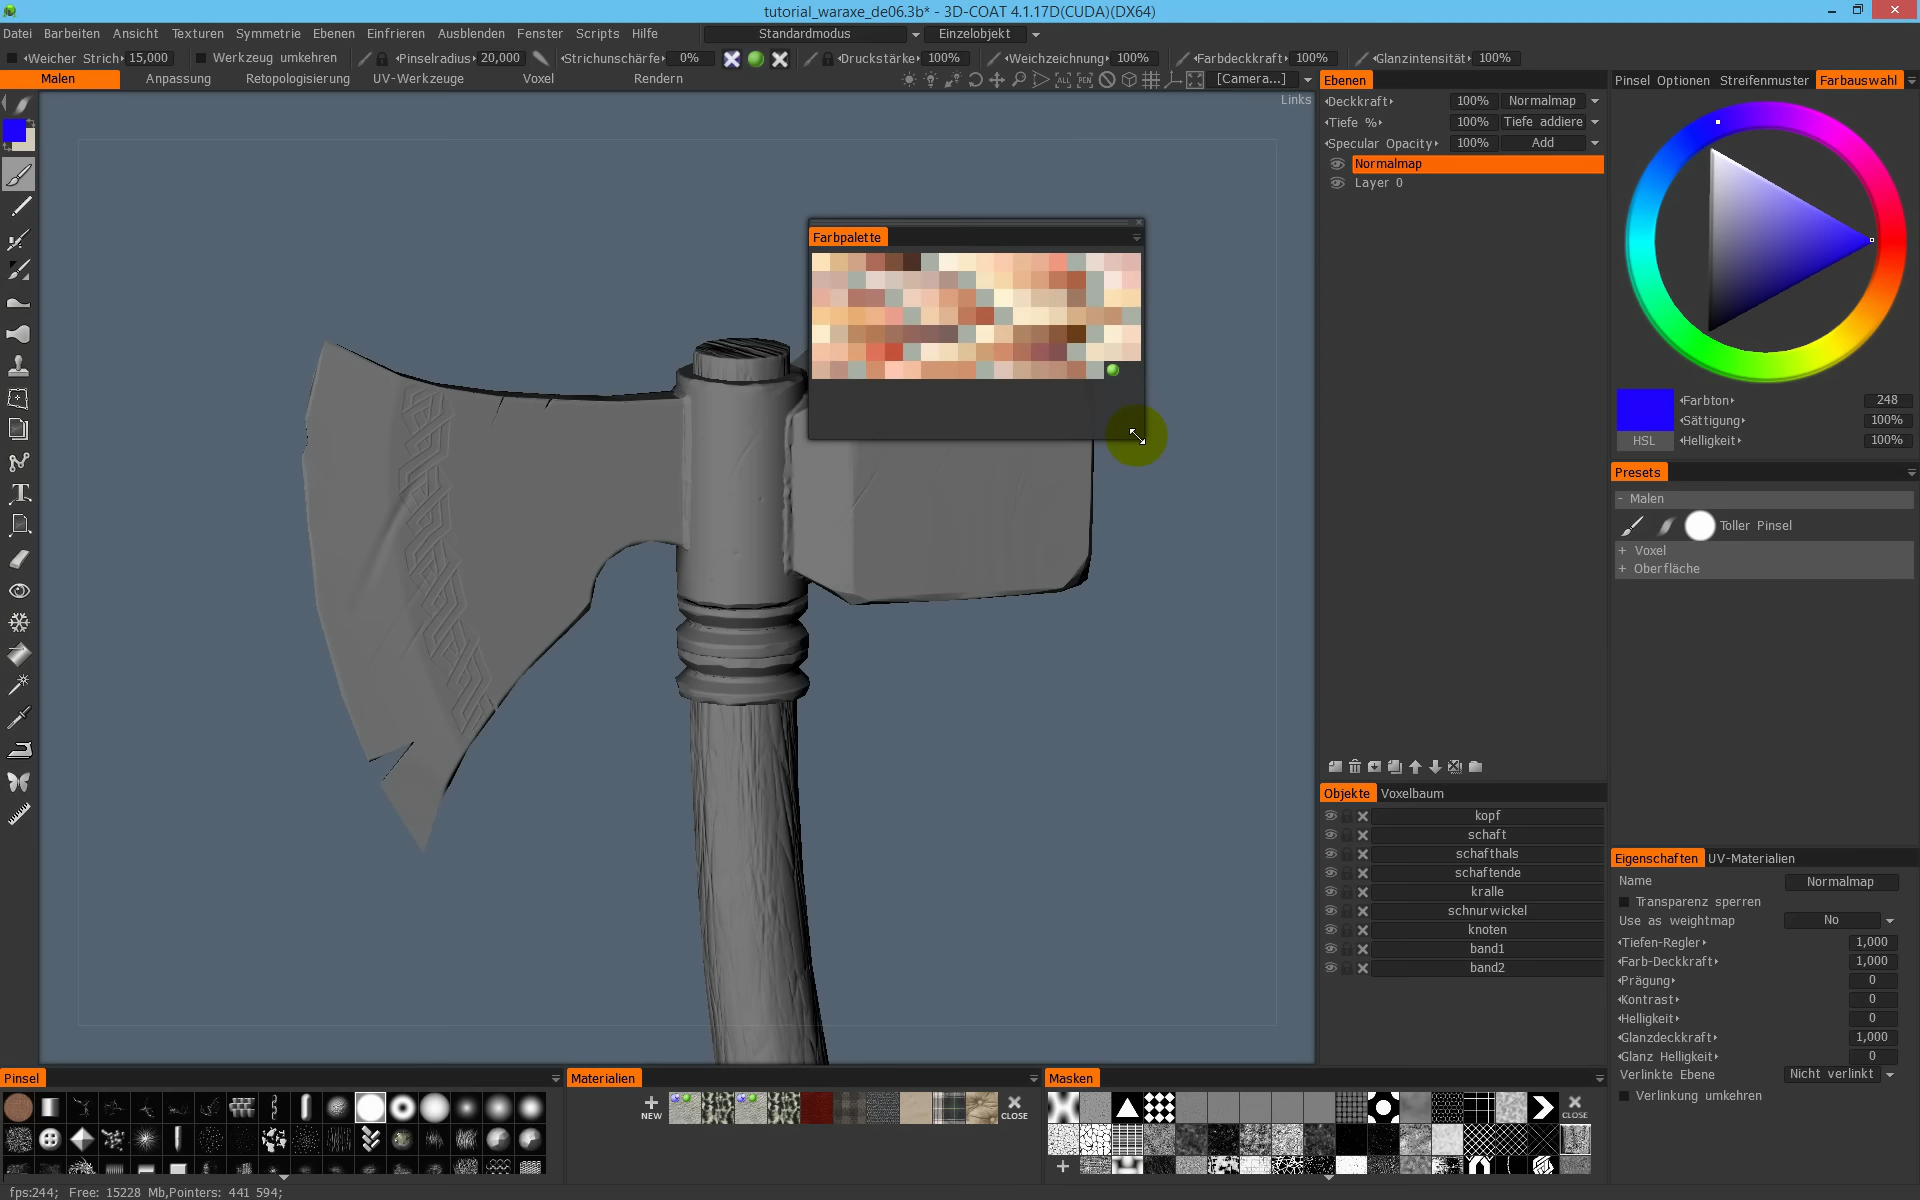 tutorial_waraxe_de06.3b* - 3D-COAT 4.1.17D(CUDA)(DX64)
Datei Bearbeiten Ansicht Texturen Symmetrie Ebenen Einfrieren Ausblenden Fenster Scripts Hilfe Standardmodus Einzelobjekt
Weicher Strich 15,000 Werkzeug umkehren Pinselradius 20,000 Strichunschärfe 0% Druckstärke 100% Weichzeichnung 100% Farbdeckkraft 100% Glanzintensität 100%
Malen Anpassung Retopologisierung UV-Werkzeuge Voxel Rendern [Camera...]
Links
Farbpalette
Ebenen
Deckkraft 100% Normalmap
Tiefe % 100% Tiefe addiere
Specular Opacity 100% Add
Normalmap
Layer 0
Pinsel Optionen Streifenmuster Farbauswahl
Farbton 248
Sättigung 100%
HSL Helligkeit 100%
Presets
- Malen
Toller Pinsel
+ Voxel
+ Oberfläche
Objekte Voxelbaum
kopf
schaft
schafthals
schaftende
kralle
schnurwickel
knoten
band1
band2
Eigenschaften UV-Materialien
Name Normalmap
Transparenz sperren
Use as weightmap No
Tiefen-Regler 1,000
Farb-Deckkraft 1,000
Prägung 0
Kontrast 0
Helligkeit 0
Glanzdeckkraft 1,000
Glanz Helligkeit 0
Verlinkte Ebene Nicht verlinkt
Verlinkung umkehren
Pinsel
Materialien
NEW
CLOSE
Masken
CLOSE
fps:244; Free: 15228 Mb,Pointers: 441 594;